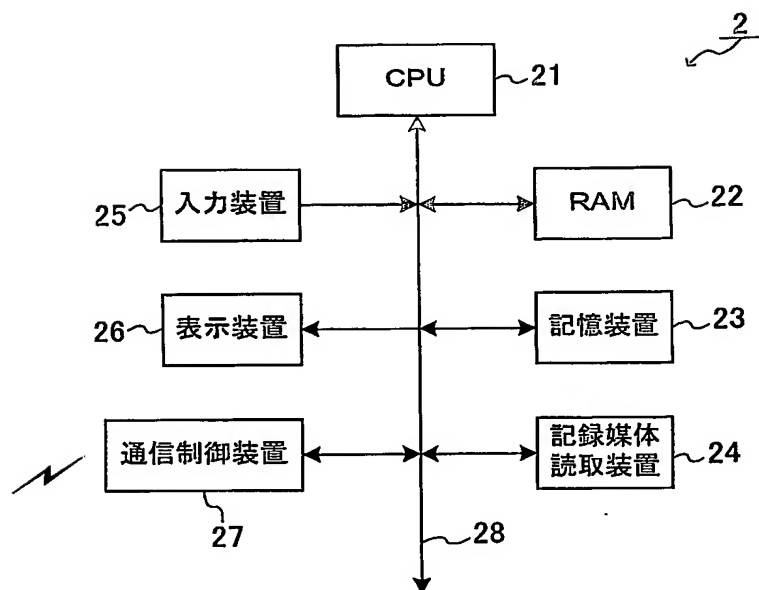 2
CPU
21
入力装置
25
RAM
22
表示装置
26
記憶装置
23
通信制御装置
27
記録媒体
読取装置
24
28